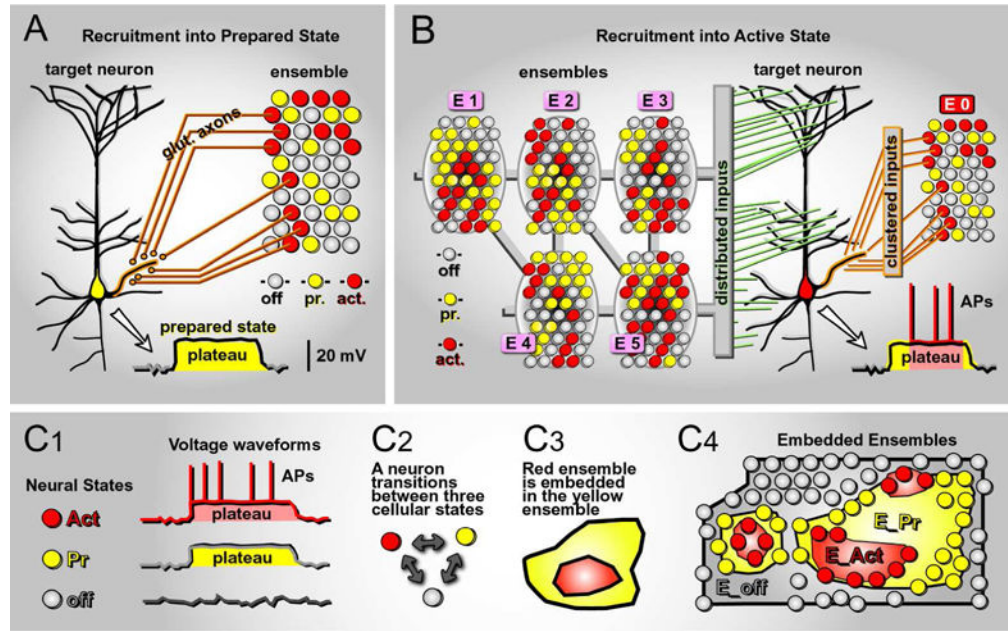 A
Recruitment into Prepared State
target neuron
ensemble
glut. axons
off pr. act.
prepared state
plateau
20 mV
B
Recruitment into Active State
ensembles
target neuron
E 1
E 2
E 3
E 0
distributed inputs
clustered inputs
off
pr.
act.
E 4
E 5
APs
plateau
C1
Voltage waveforms
Neural States
APs
Act
plateau
Pr
plateau
off
C2
A neuron
transitions
between three
cellular states
C3
Red ensemble
is embedded
in the yellow
ensemble
C4
Embedded Ensembles
E_Pr
E_Act
E_off